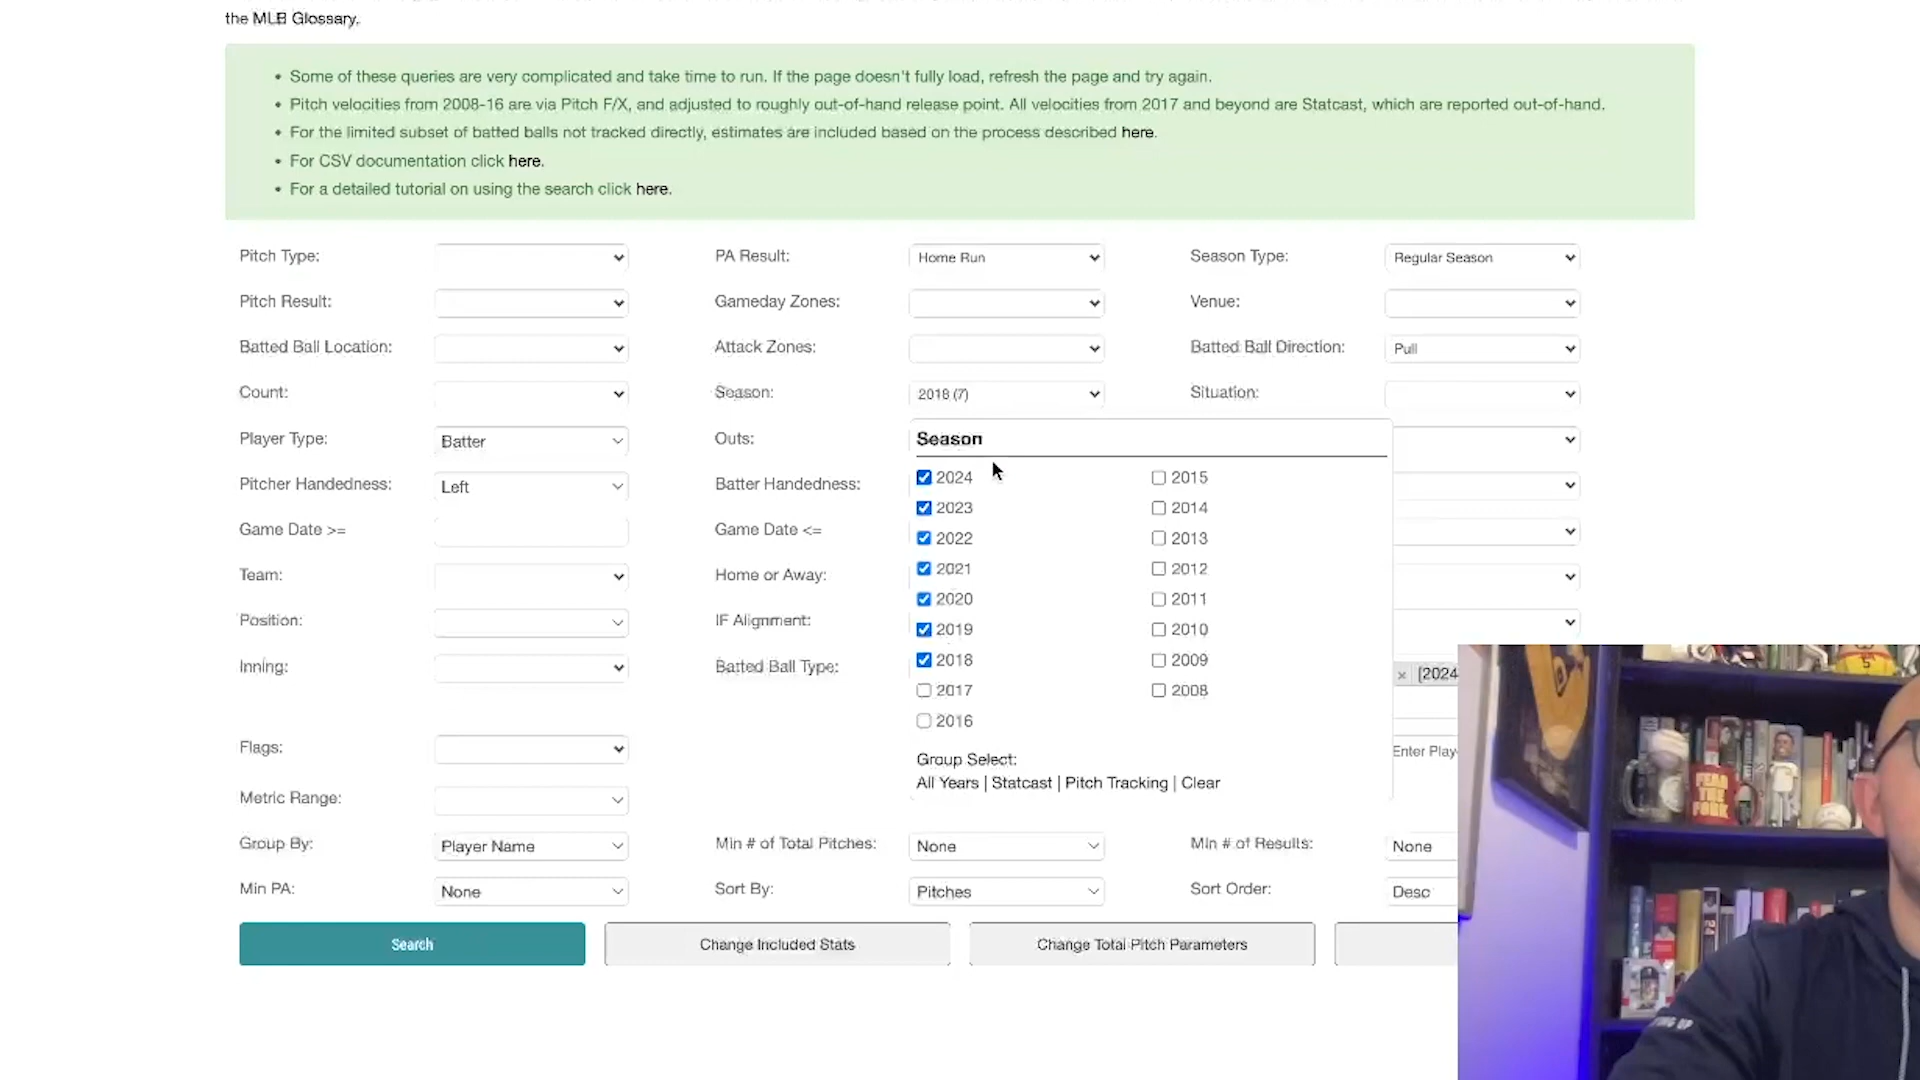 the MLB Glossary.
• Some of these queries are very complicated and take time to run. If the page doesn't fully load, refresh the page and try again.
• Pitch velocities from 2008-16 are via Pitch F/X, and adjusted to roughly out-of-hand release point. All velocities from 2017 and beyond are Statcast, which are reported out-of-hand.
• For the limited subset of batted balls not tracked directly, estimates are included based on the process described here.
• For CSV documentation click here.
• For a detailed tutorial on using the search click here.
Pitch Type: PA Result: Home Run Season Type: Regular Season
Pitch Result: Gameday Zones: Venue:
Batted Ball Location: Attack Zones: Batted Ball Direction: Pull
Count: Season: 2018 (7) Situation:
Player Type: Batter Outs: Season
Pitcher Handedness: Left Batter Handedness: 2024 2015
2023 2014
Game Date >= Game Date <= 2022 2013
Team: Home or Away: 2021 2012
2020 2011
Position: IF Alignment: 2019 2010
Inning: Batted Ball Type: 2018 2009 × [2024
2017 2008
2016
Flags: Group Select: Enter Play
All Years | Statcast | Pitch Tracking | Clear
Metric Range:
Group By: Player Name Min # of Total Pitches: None Min # of Results: None
Min PA: None Sort By: Pitches Sort Order: Desc
Search Change Included Stats Change Total Pitch Parameters
FEAR THE FORK